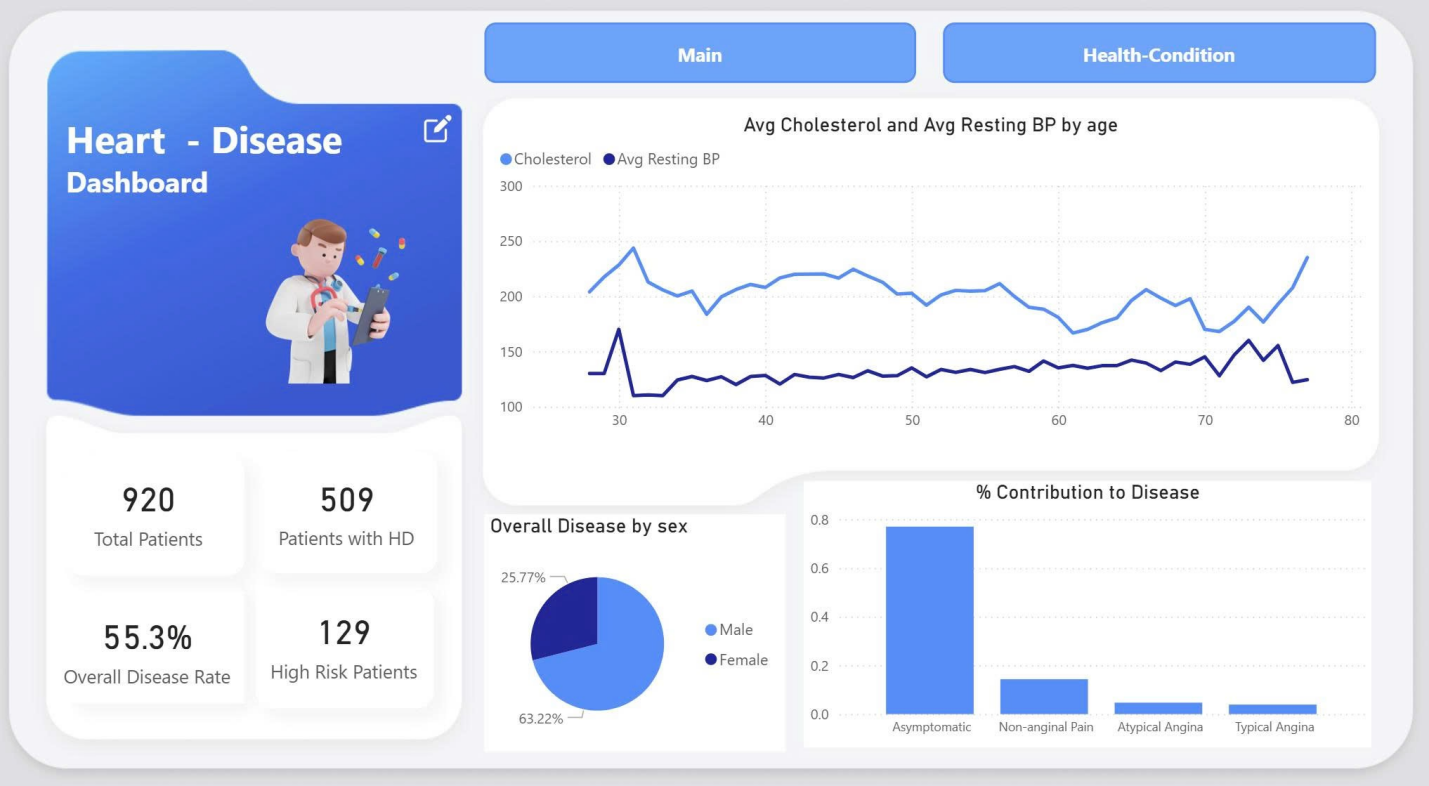 Main
Health-Condition
Heart - Disease
Dashboard
Avg Cholesterol and Avg Resting BP by age
Cholesterol Avg Resting BP
300
250
200
150
100
30 40 50 60 70 80
920
Total Patients
509
Patients with HD
55.3%
Overall Disease Rate
129
High Risk Patients
Overall Disease by sex
25.77%
63.22%
Male
Female
% Contribution to Disease
0.8
0.6
0.4
0.2
0.0
Asymptomatic Non-anginal Pain Atypical Angina Typical Angina